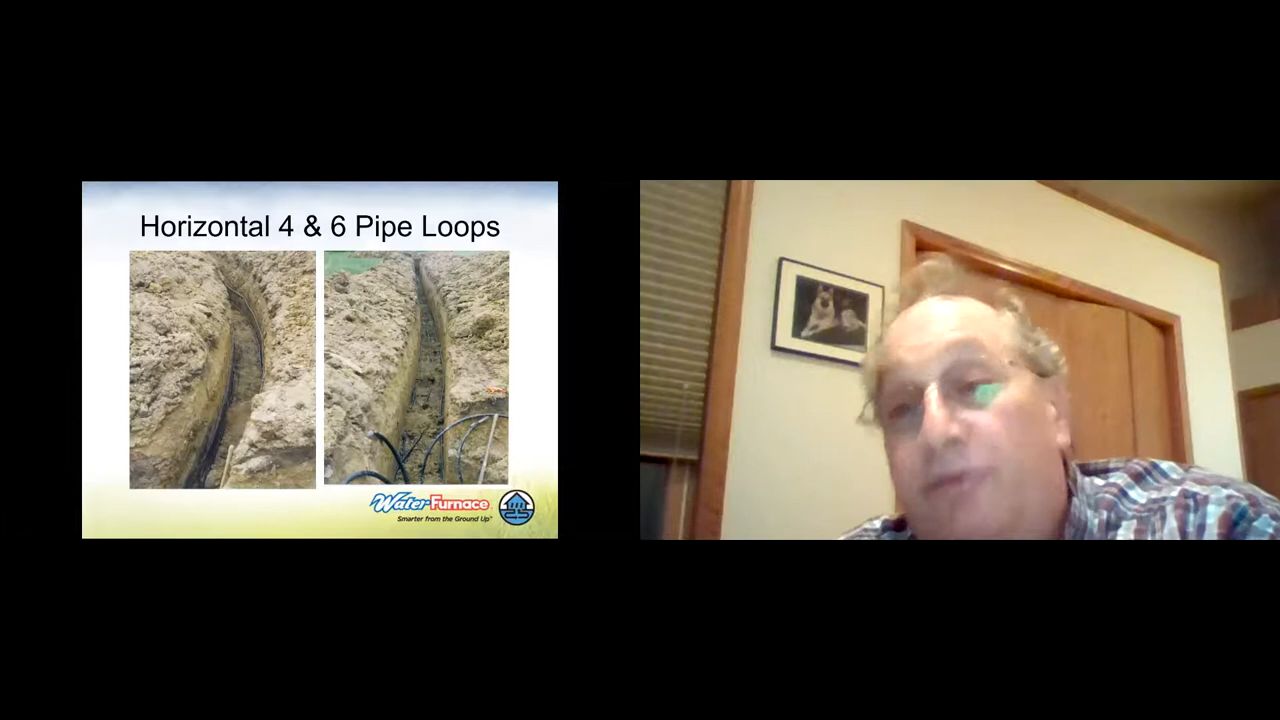 Horizontal 4 & 6 Pipe Loops
WaterFurnace
Smarter from the Ground Up